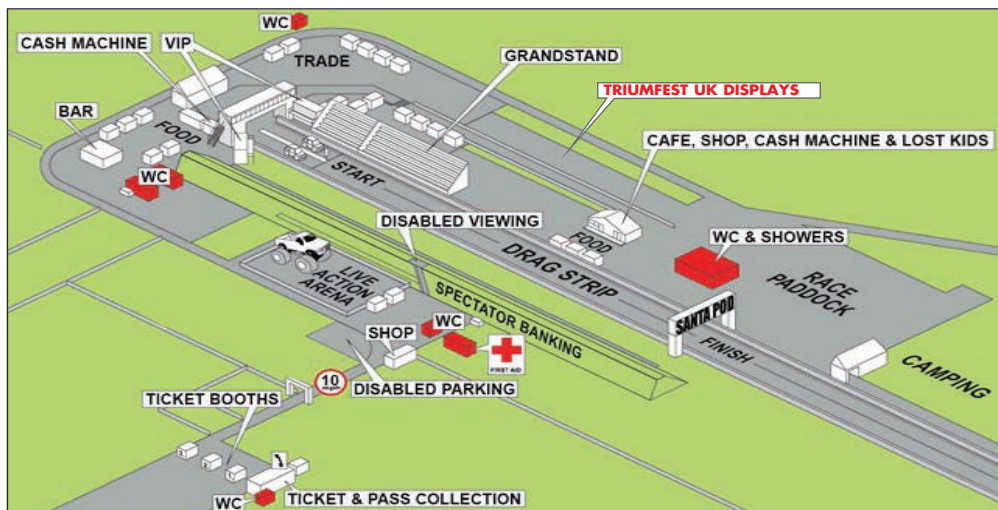 WC
CASH MACHINE
VIP
TRADE
GRANDSTAND
TRIUMFEST UK DISPLAYS
BAR
FOOD
CAFE, SHOP, CASH MACHINE & LOST KIDS
WC
START
DISABLED VIEWING
FOOD
WC & SHOWERS
LIVE
ACTION
ARENA
DRAG STRIP
RACE
PADDOCK
SPECTATOR BANKING
SANTA POD
WC
SHOP
FIRST AID
FINISH
10
DISABLED PARKING
CAMPING
TICKET BOOTHS
WC
TICKET & PASS COLLECTION